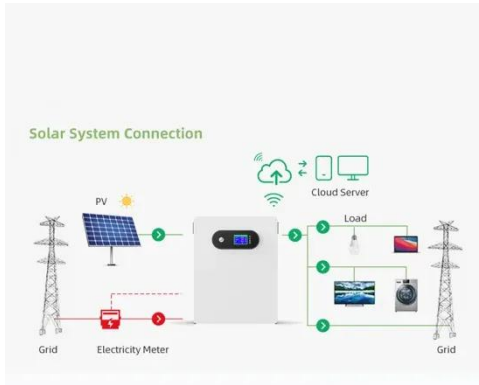 Solar System Connection
Cloud Server
PV
Load
Grid
Electricity Meter
Grid